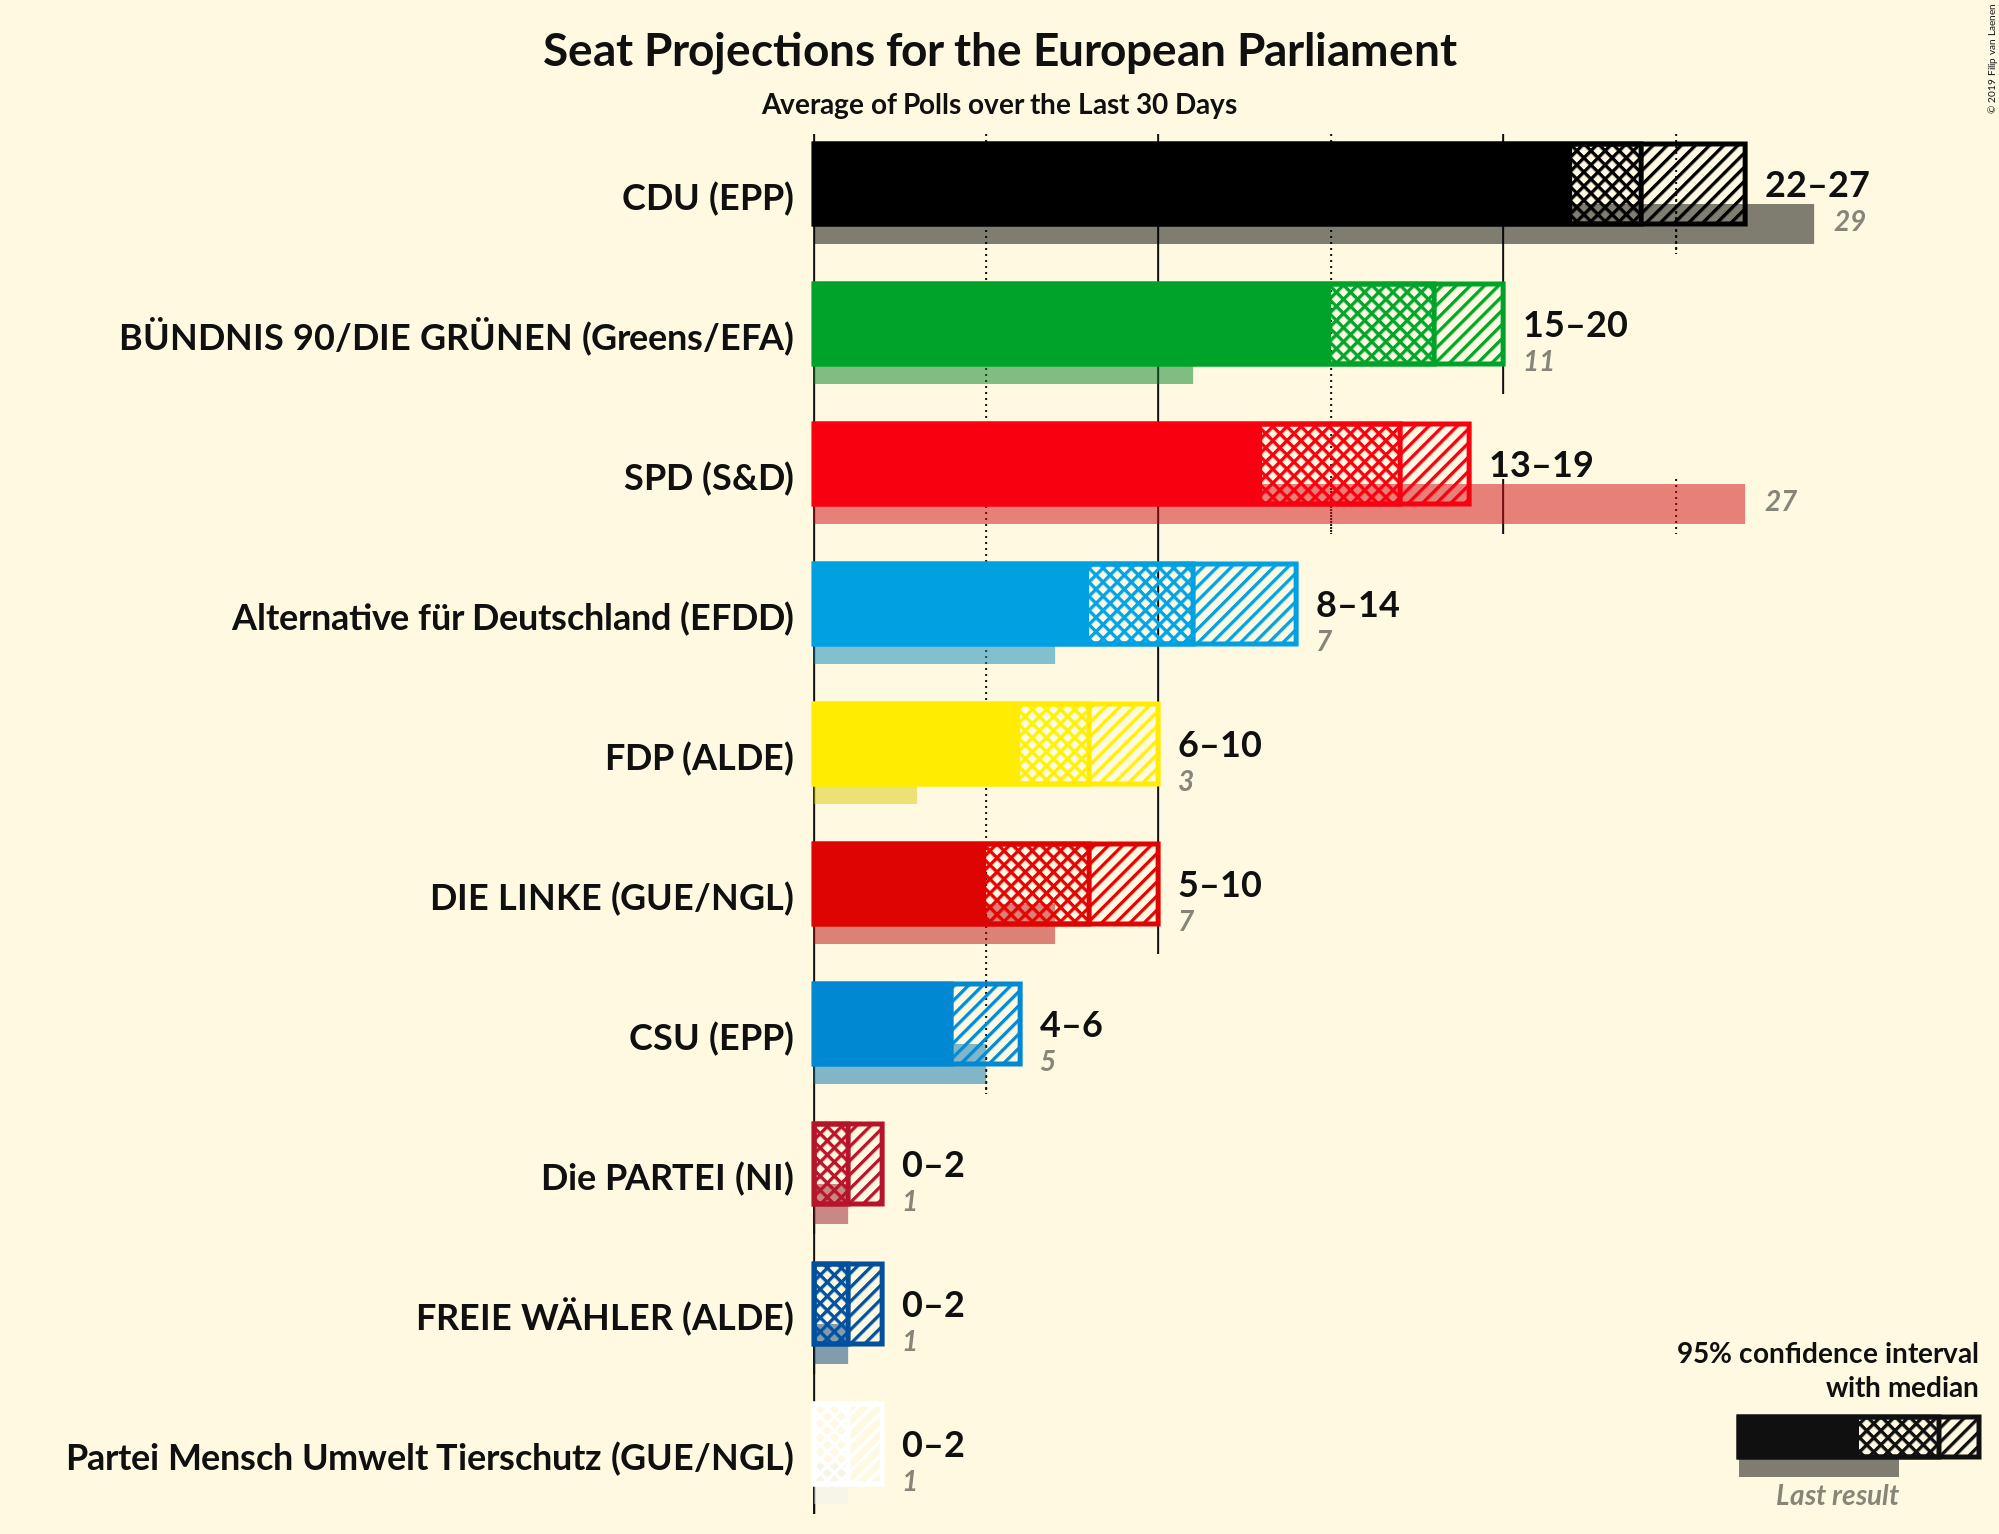 Seat Projections for the European Parliament
Average of Polls over the Last 30 Days
© 2019 Filip van Laenen
CDU (EPP)
22–27
29
BÜNDNIS 90/DIE GRÜNEN (Greens/EFA)
15–20
11
SPD (S&D)
13–19
27
Alternative für Deutschland (EFDD)
8–14
7
FDP (ALDE)
6–10
3
DIE LINKE (GUE/NGL)
5–10
7
CSU (EPP)
4–6
5
Die PARTEI (NI)
0–2
1
FREIE WÄHLER (ALDE)
0–2
1
Partei Mensch Umwelt Tierschutz (GUE/NGL)
0–2
1
95% confidence interval
with median
Last result